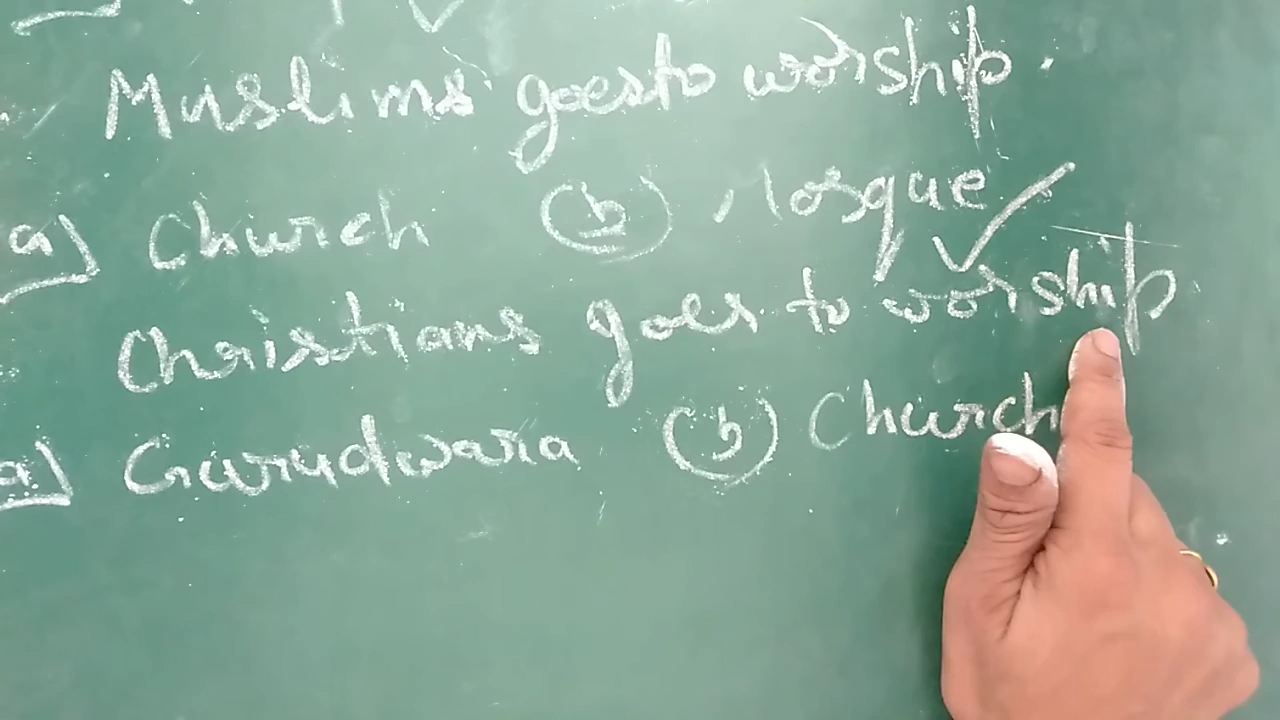 Muslims goes to worship.
a) Church (b) Mosque ✓
Christians goes to worship
a) Gurudwara (b) Church